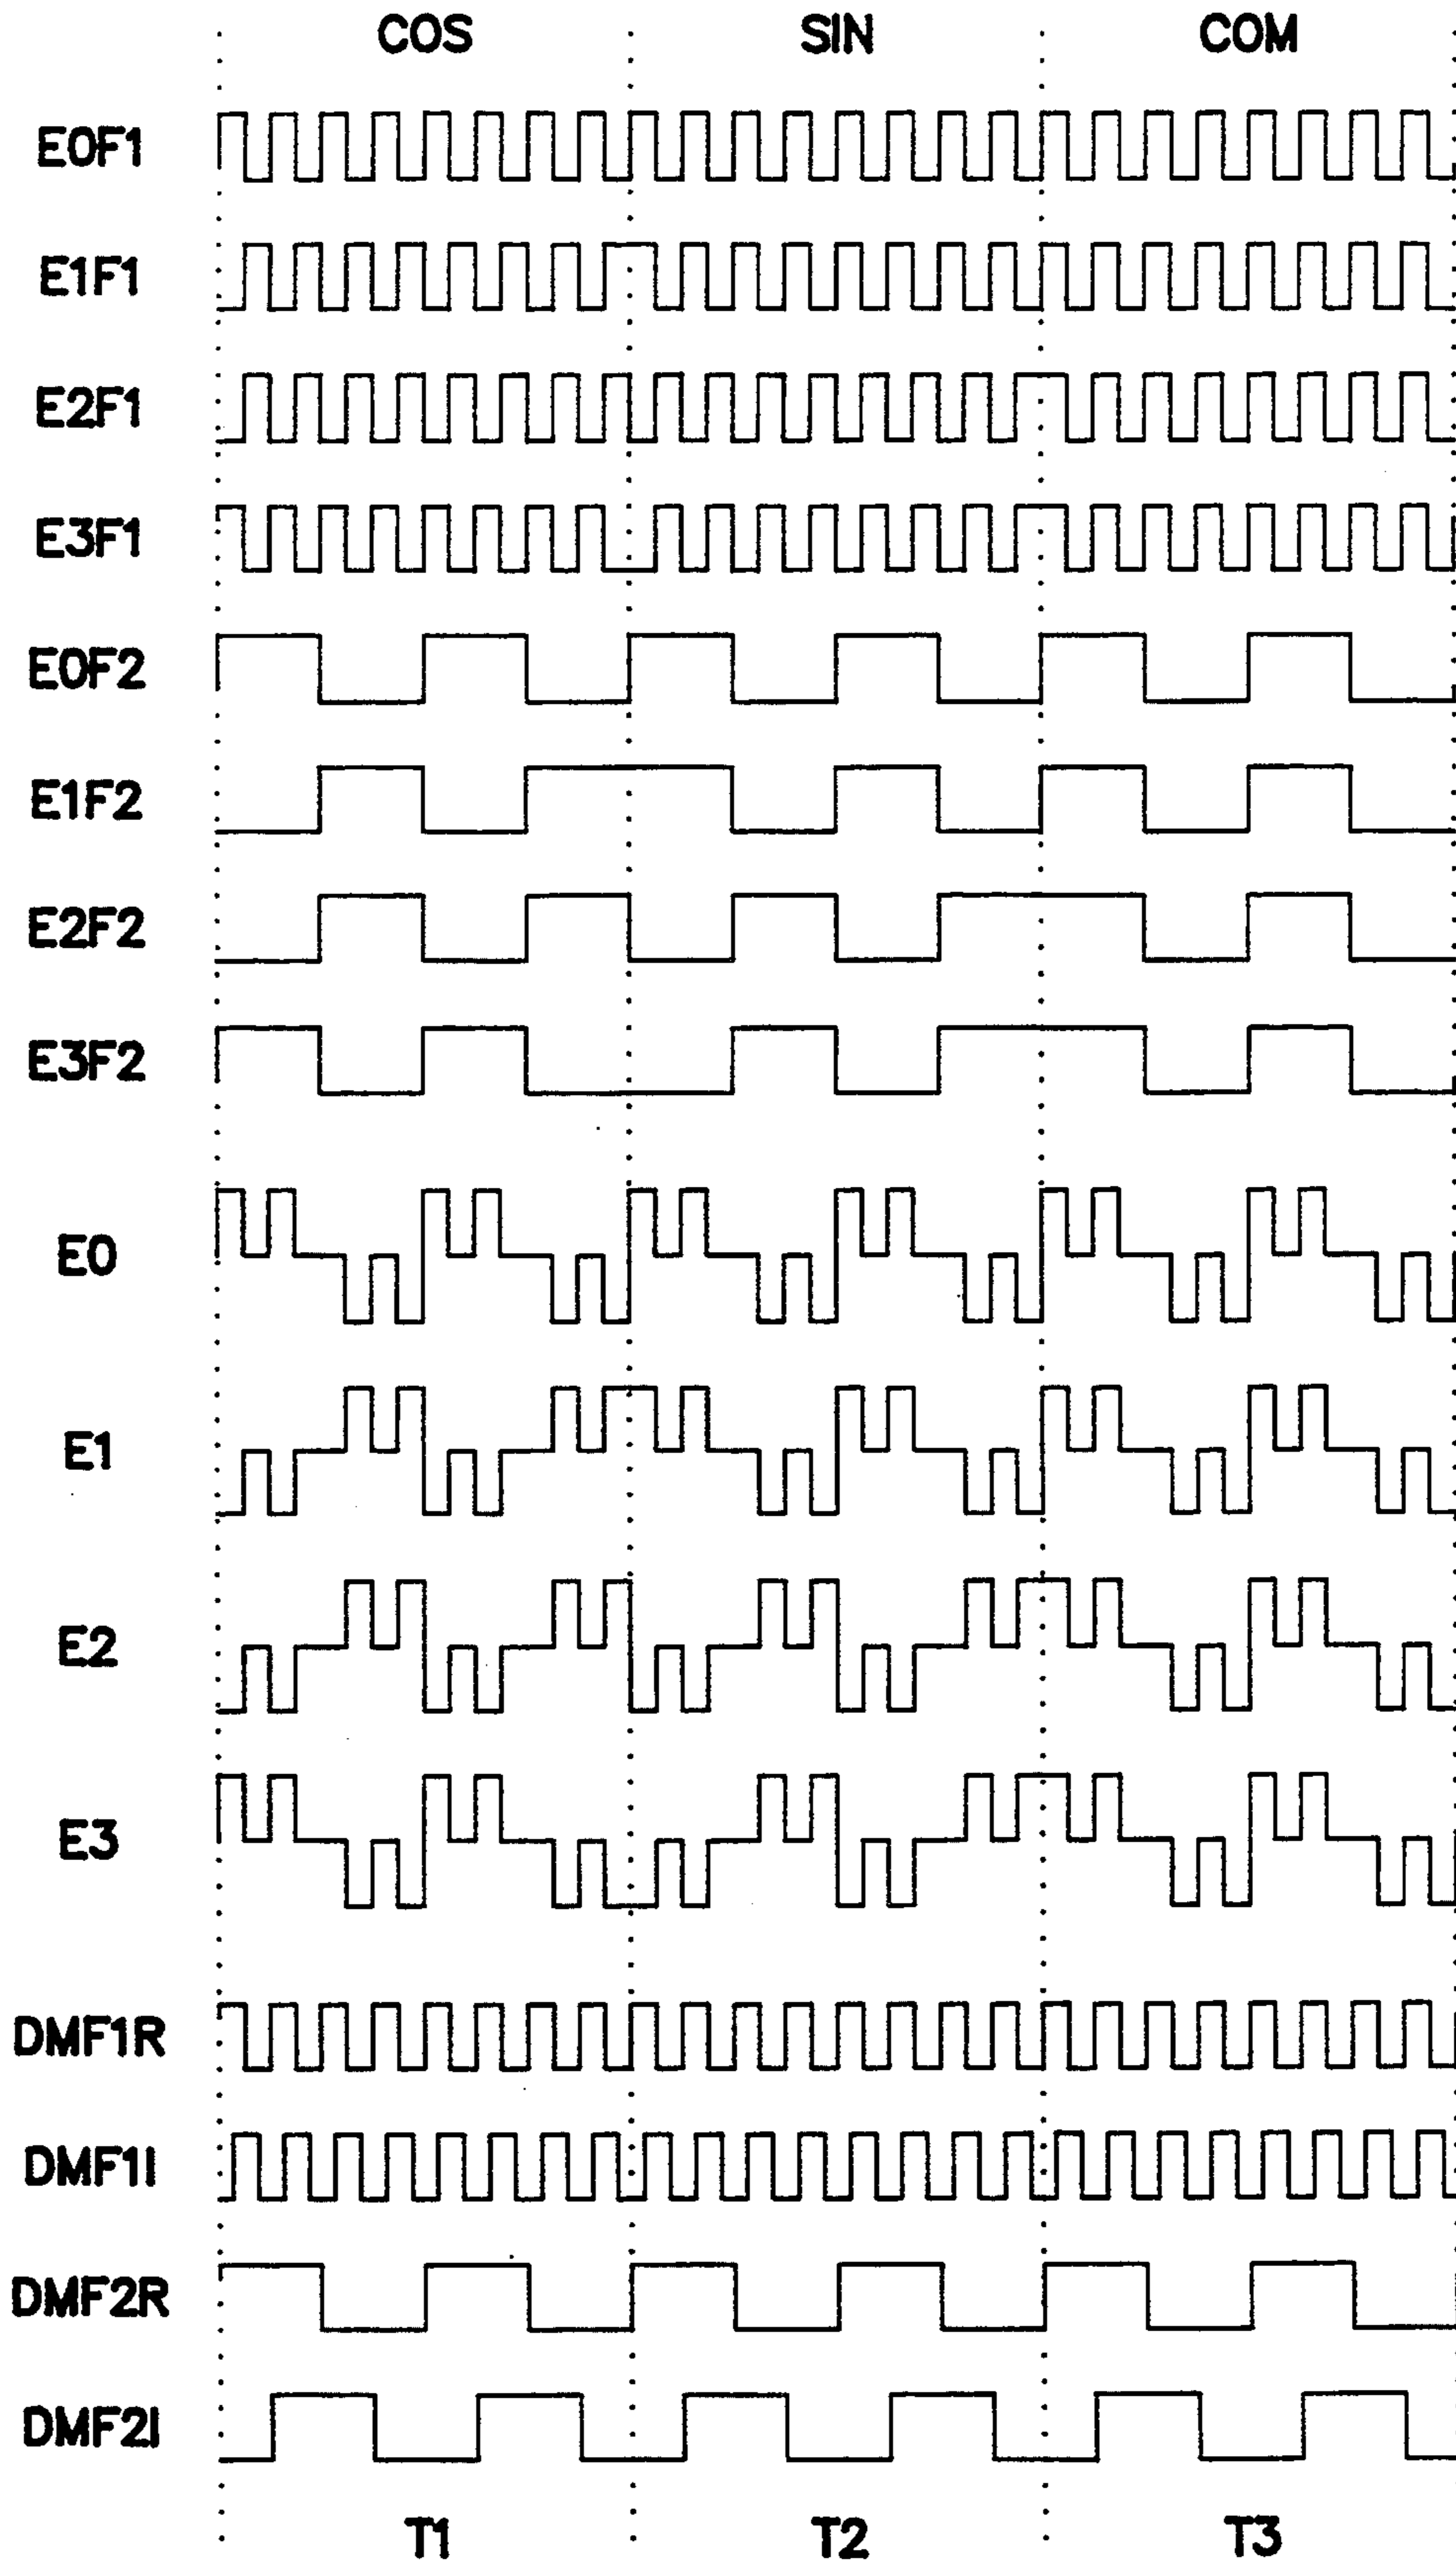 COS SIN COM
E0F1
E1F1
E2F1
E3F1
E0F2
E1F2
E2F2
E3F2
E0
E1
E2
E3
DMF1R
DMF1I
DMF2R
DMF2I
T1 T2 T3